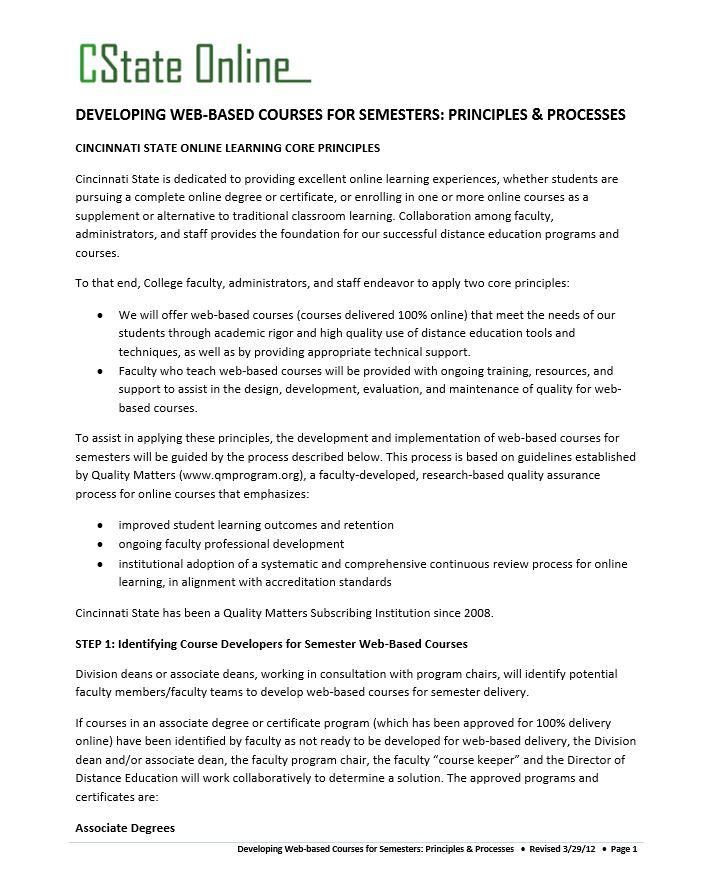 CState Online
DEVELOPING WEB-BASED COURSES FOR SEMESTERS: PRINCIPLES & PROCESSES
CINCINNATI STATE ONLINE LEARNING CORE PRINCIPLES
Cincinnati State is dedicated to providing excellent online learning experiences, whether students are
pursuing a complete online degree or certificate, or enrolling in one or more online courses as a
supplement or alternative to traditional classroom learning. Collaboration among faculty,
administrators, and staff provides the foundation for our successful distance education programs and
courses.
To that end, College faculty, administrators, and staff endeavor to apply two core principles:
• We will offer web-based courses (courses delivered 100% online) that meet the needs of our
students through academic rigor and high quality use of distance education tools and
techniques, as well as by providing appropriate technical support.
• Faculty who teach web-based courses will be provided with ongoing training, resources, and
support to assist in the design, development, evaluation, and maintenance of quality for web-
based courses.
To assist in applying these principles, the development and implementation of web-based courses for
semesters will be guided by the process described below. This process is based on guidelines established
by Quality Matters (www.qmprogram.org), a faculty-developed, research-based quality assurance
process for online courses that emphasizes:
• improved student learning outcomes and retention
• ongoing faculty professional development
• institutional adoption of a systematic and comprehensive continuous review process for online
learning, in alignment with accreditation standards
Cincinnati State has been a Quality Matters Subscribing Institution since 2008.
STEP 1: Identifying Course Developers for Semester Web-Based Courses
Division deans or associate deans, working in consultation with program chairs, will identify potential
faculty members/faculty teams to develop web-based courses for semester delivery.
If courses in an associate degree or certificate program (which has been approved for 100% delivery
online) have been identified by faculty as not ready to be developed for web-based delivery, the Division
dean and/or associate dean, the faculty program chair, the faculty “course keeper” and the Director of
Distance Education will work collaboratively to determine a solution. The approved programs and
certificates are:
Associate Degrees
Developing Web-based Courses for Semesters: Principles & Processes • Revised 3/29/12 • Page 1